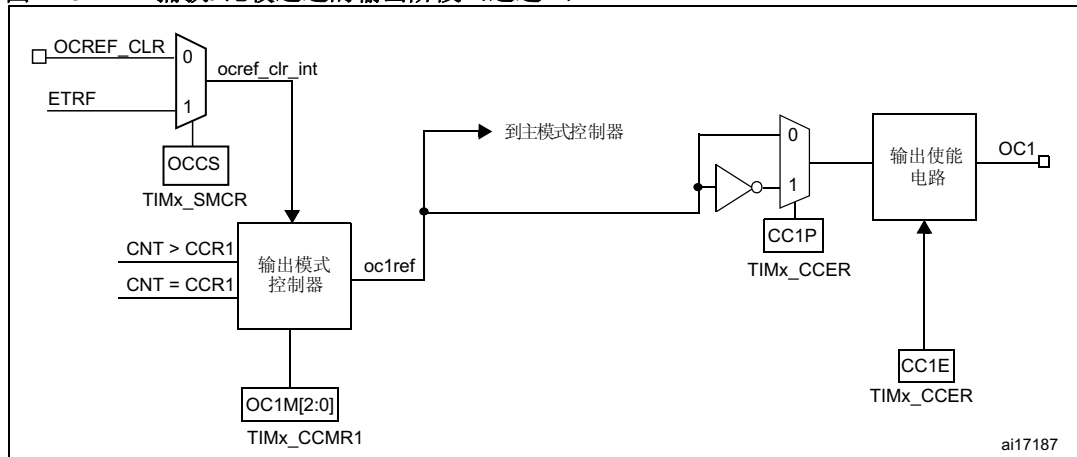 OCREF_CLR
0
ocref_clr_int
ETRF
1
OCCS
TIMx_SMCR
CNT > CCR1
CNT = CCR1
输出模式
控制器
oc1ref
OC1M[2:0]
TIMx_CCMR1
到主模式控制器
0
1
CC1P
TIMx_CCER
输出使能
电路
OC1
CC1E
TIMx_CCER
ai17187